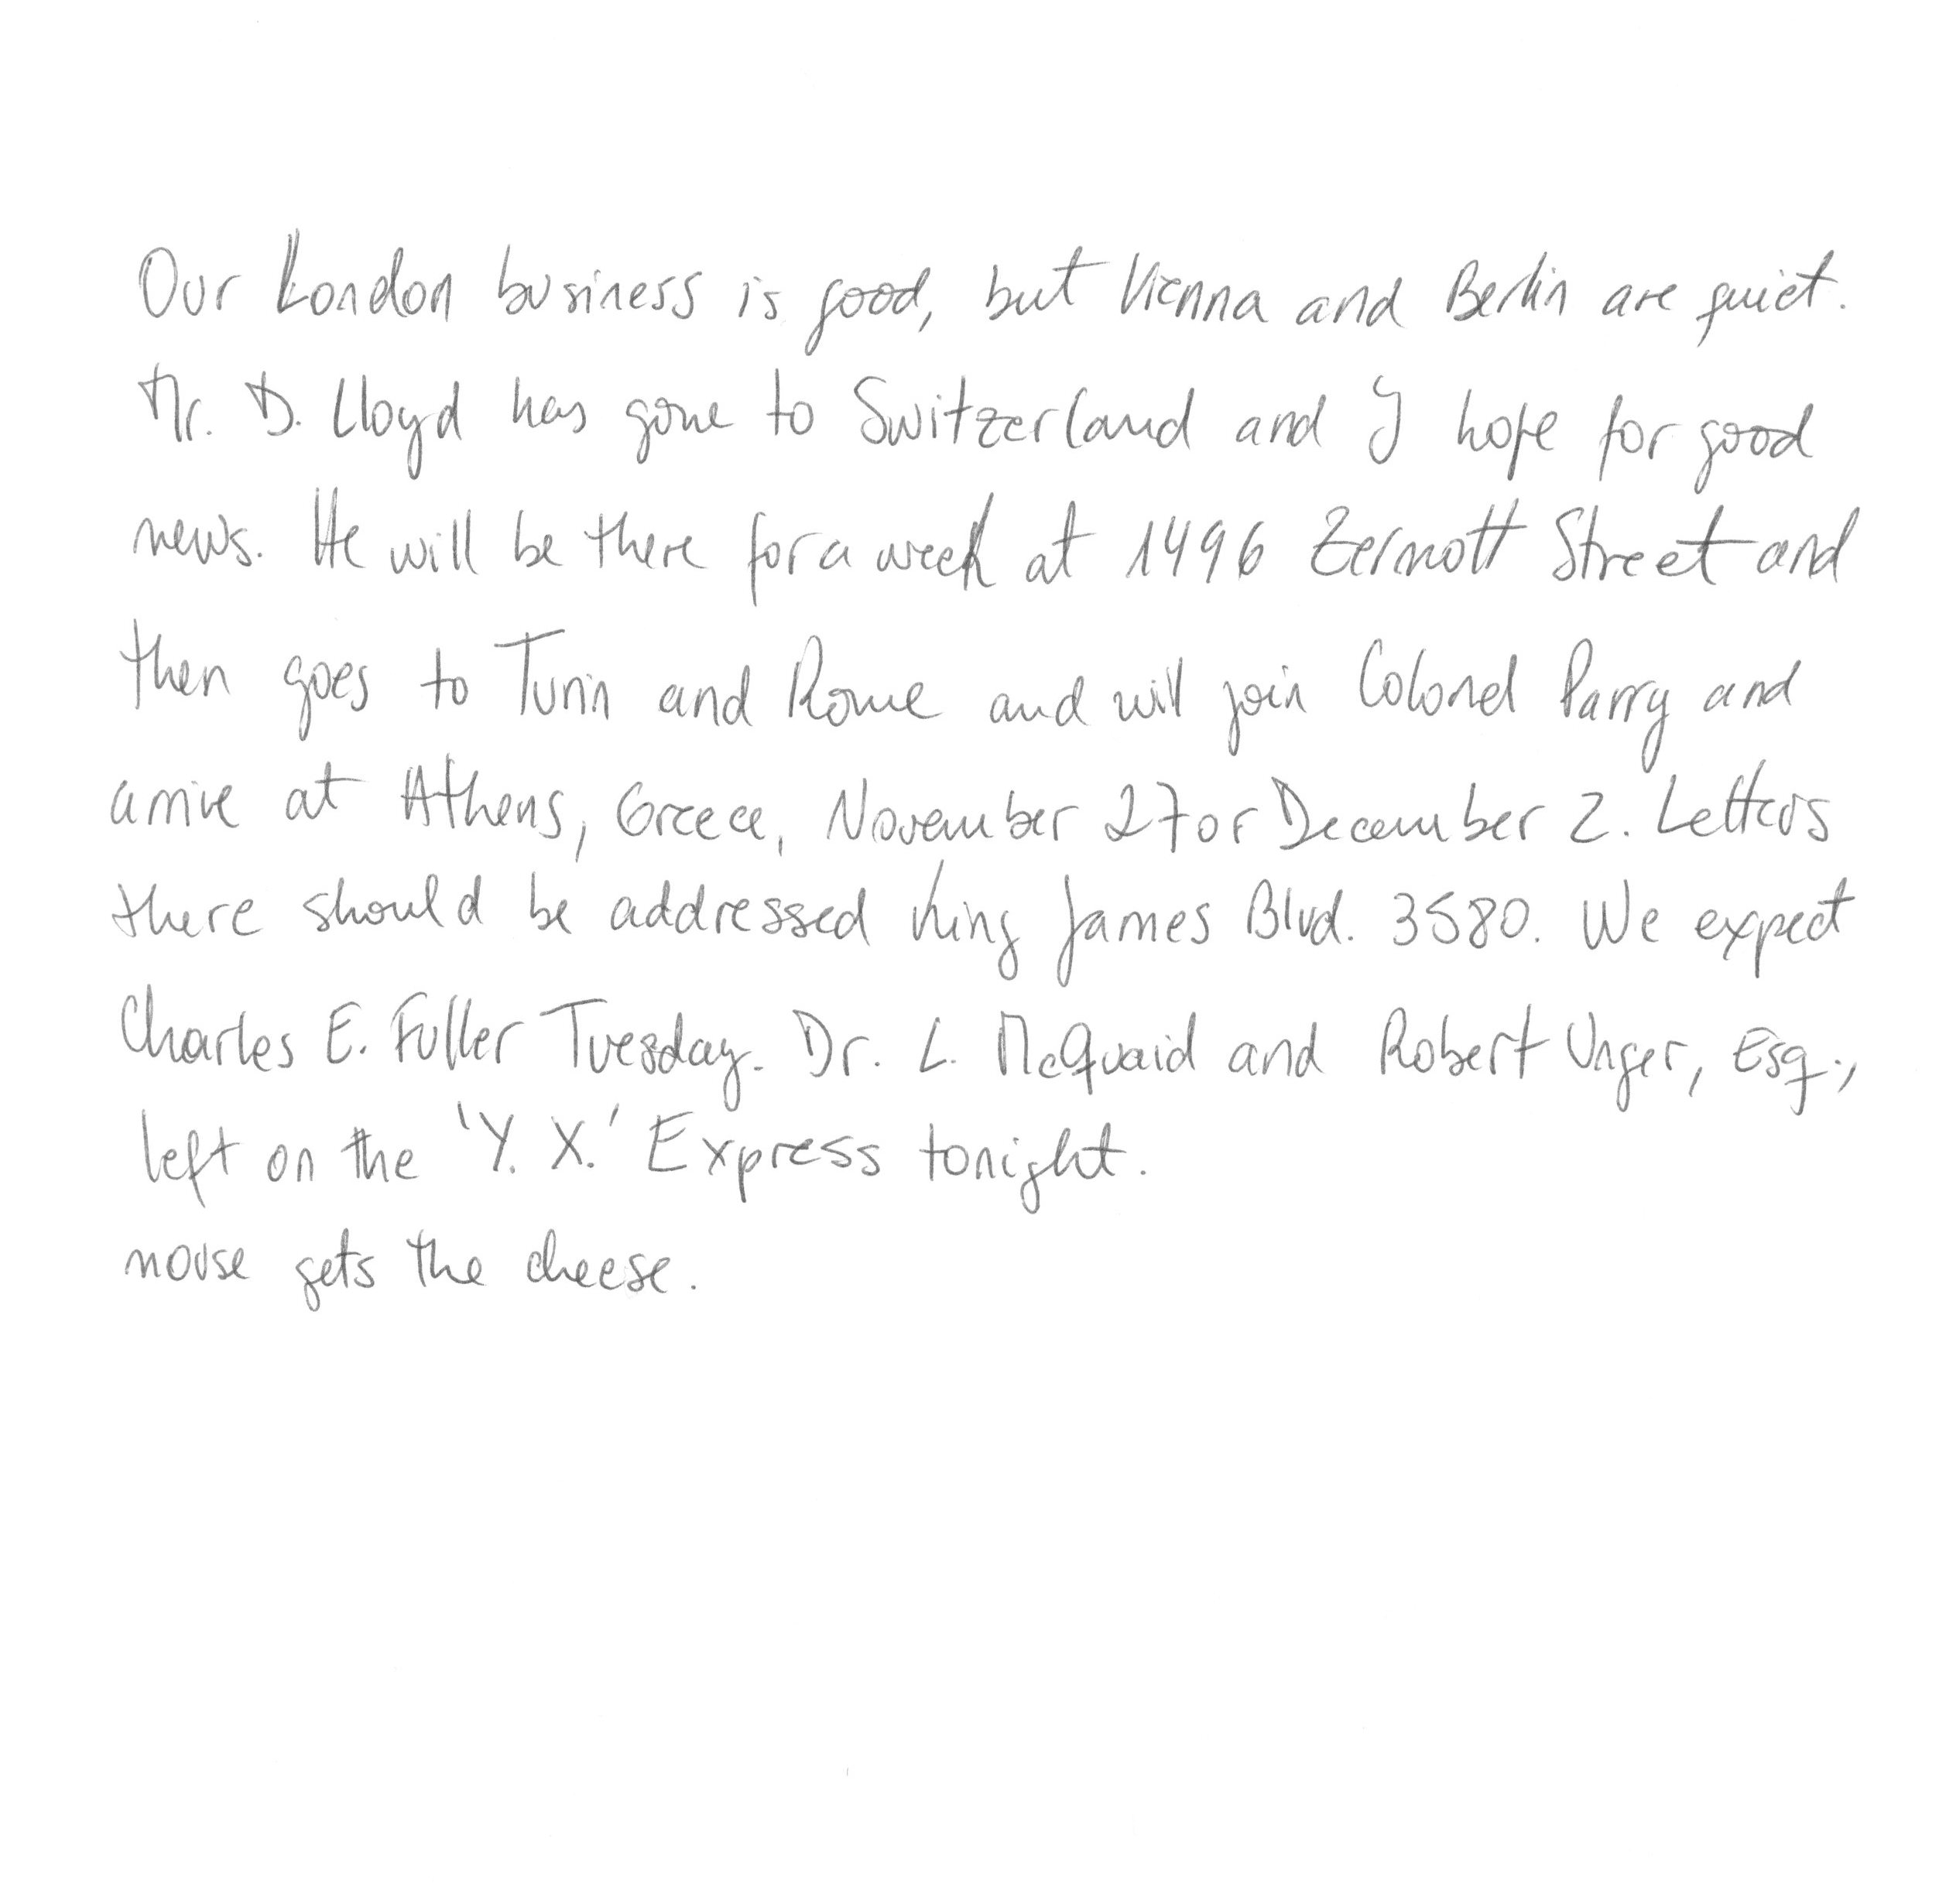 Our London business is good, but Vienna and Berlin are quiet.
Mr. D. Lloyd has gone to Switzerland and I hope for good
news. He will be there for a week at 1496 Zermott Street and
then goes to Turin and Rome and will join Colonel Parry and
arrive at Athens, Greece, November 27 or December 2. Letters
there should be addressed King James Blvd. 3580. We expect
Charles E. Fuller Tuesday. Dr. L. McQuaid and Robert Unger, Esq.,
left on the 'Y. X.' Express tonight.
mouse gets the cheese.